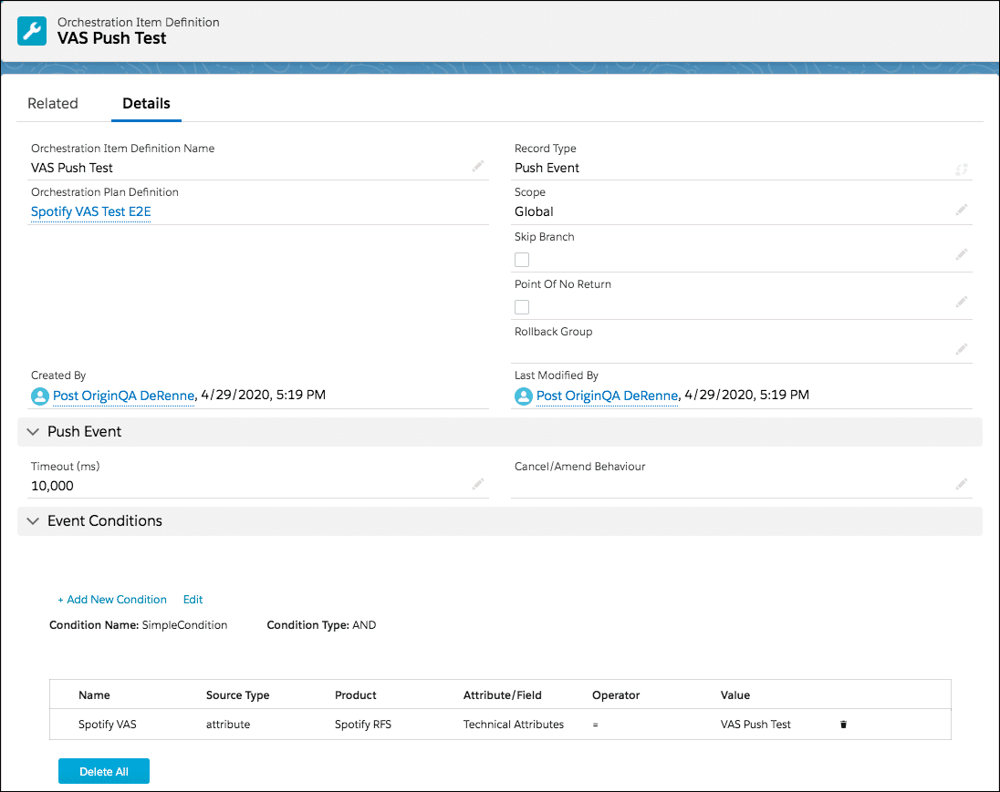 Orchestration Item Definition
VAS Push Test
Related Details
Orchestration Item Definition Name
VAS Push Test
Record Type
Push Event
Orchestration Plan Definition
Spotify VAS Test E2E
Scope
Global
Skip Branch
Point Of No Return
Rollback Group
Created By
Post OriginQA DeRenne, 4/29/2020, 5:19 PM
Last Modified By
Post OriginQA DeRenne, 4/29/2020, 5:19 PM
Push Event
Timeout (ms)
10,000
Cancel/Amend Behaviour
Event Conditions
+ Add New Condition Edit
Condition Name: SimpleCondition Condition Type: AND
Name Source Type Product Attribute/Field Operator Value
Spotify VAS attribute Spotify RFS Technical Attributes = VAS Push Test
Delete All